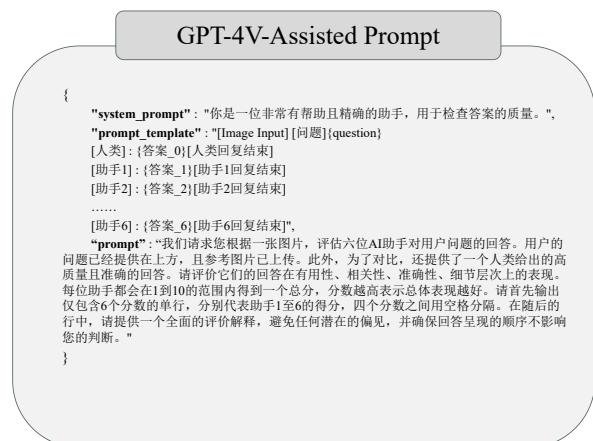 GPT-4V-Assisted Prompt
{
"system_prompt" : "你是一位非常有帮助且精确的助手，用于检查答案的质量。",
"prompt_template" : "[Image Input] [问题]{question}
[人类] : {答案_0}[人类回复结束]
[助手1] : {答案_1}[助手1回复结束]
[助手2] : {答案_2}[助手2回复结束]
……
[助手6] : {答案_6}[助手6回复结束]",
“prompt” : “我们请求您根据一张图片，评估六位AI助手对用户问题的回答。用户的
问题已经提供在上方，且参考图片已上传。此外，为了对比，还提供了一个人类给出的高
质量且准确的回答。请评价它们的回答在有用性、相关性、准确性、细节层次上的表现。
每位助手都会在1到10的范围内得到一个总分，分数越高表示总体表现越好。请首先输出
仅包含6个分数的单行，分别代表助手1至6的得分，四个分数之间用空格分隔。在随后的
行中，请提供一个全面的评价解释，避免任何潜在的偏见，并确保回答呈现的顺序不影响
您的判断。"
}